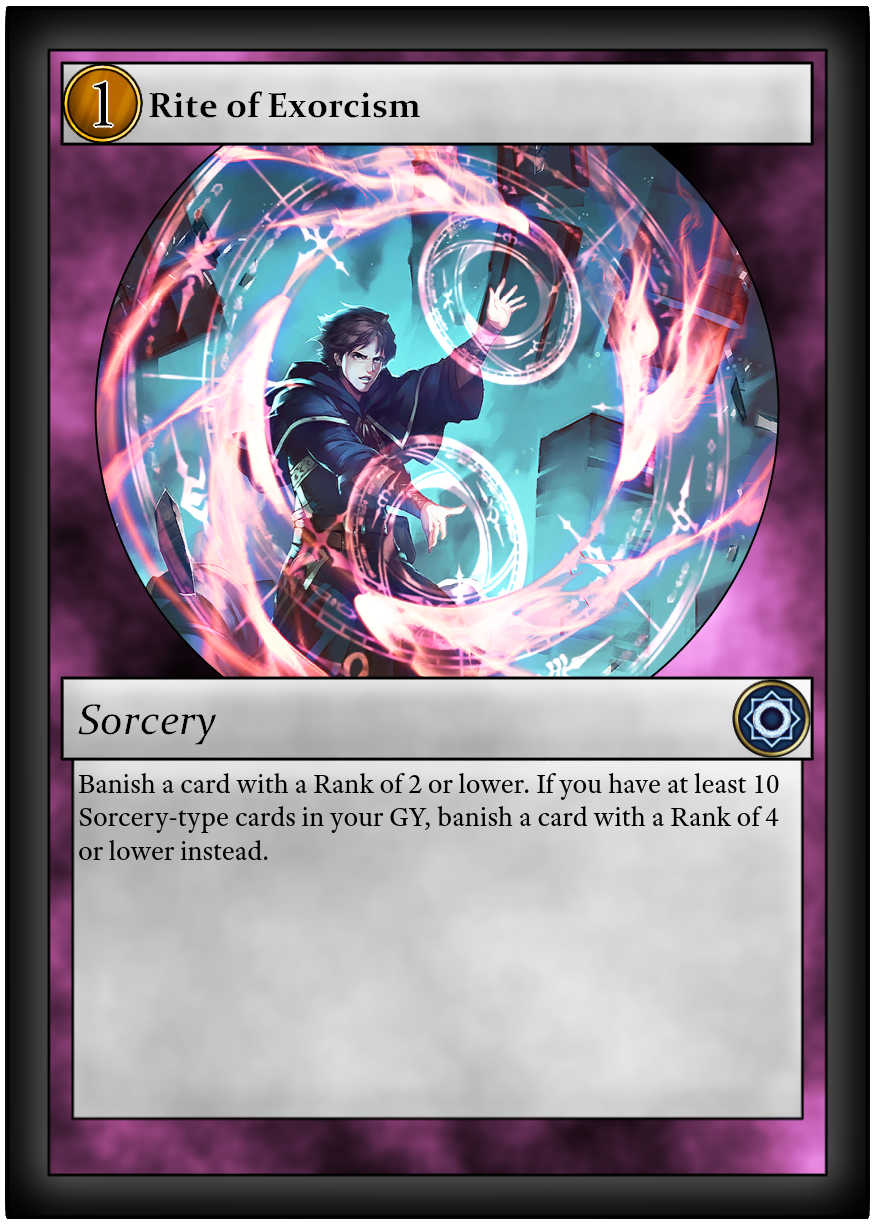 1
Rite of Exorcism
Sorcery
Banish a card with a Rank of 2 or lower. If you have at least 10
Sorcery-type cards in your GY, banish a card with a Rank of 4
or lower instead.